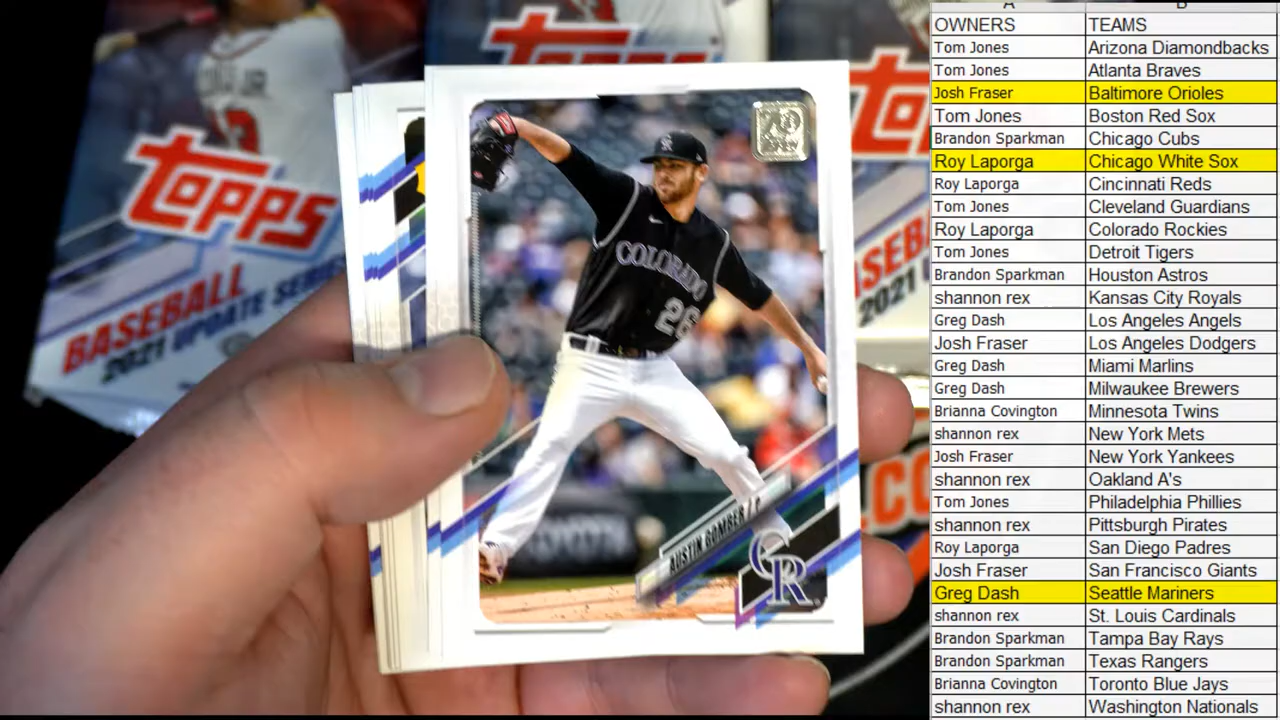 TOPPS
BASEBALL
2021 UPDATE SERIES
COLORADO
26
AUSTIN GOMBER / P
CR
70
2021
A B
OWNERS TEAMS
Tom Jones Arizona Diamondbacks
Tom Jones Atlanta Braves
Josh Fraser Baltimore Orioles
Tom Jones Boston Red Sox
Brandon Sparkman Chicago Cubs
Roy Laporga Chicago White Sox
Roy Laporga Cincinnati Reds
Tom Jones Cleveland Guardians
Roy Laporga Colorado Rockies
Tom Jones Detroit Tigers
Brandon Sparkman Houston Astros
shannon rex Kansas City Royals
Greg Dash Los Angeles Angels
Josh Fraser Los Angeles Dodgers
Greg Dash Miami Marlins
Greg Dash Milwaukee Brewers
Brianna Covington Minnesota Twins
shannon rex New York Mets
Josh Fraser New York Yankees
shannon rex Oakland A's
Tom Jones Philadelphia Phillies
shannon rex Pittsburgh Pirates
Roy Laporga San Diego Padres
Josh Fraser San Francisco Giants
Greg Dash Seattle Mariners
shannon rex St. Louis Cardinals
Brandon Sparkman Tampa Bay Rays
Brandon Sparkman Texas Rangers
Brianna Covington Toronto Blue Jays
shannon rex Washington Nationals